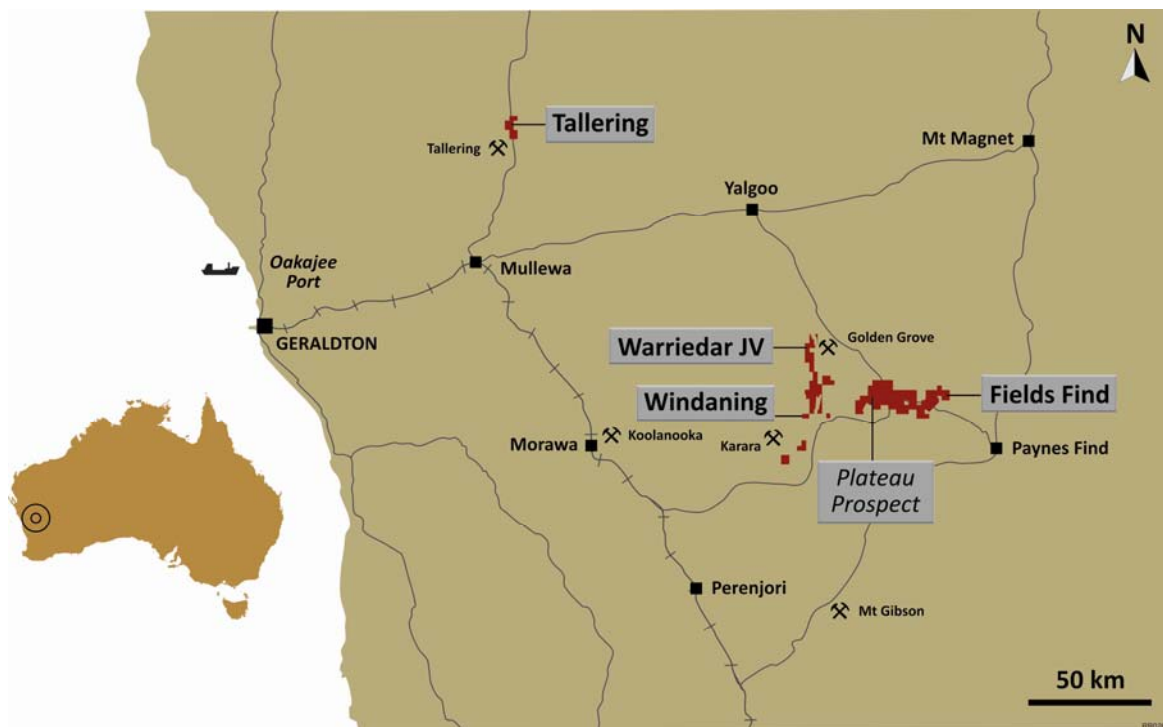 N
Tallering
Tallering
Mt Magnet
Yalgoo
Oakajee
Port
Mullewa
GERALDTON
Warriedar JV
Golden Grove
Windaning
Fields Find
Morawa
Koolanooka
Karara
Paynes Find
Plateau
Prospect
Perenjori
Mt Gibson
50 km